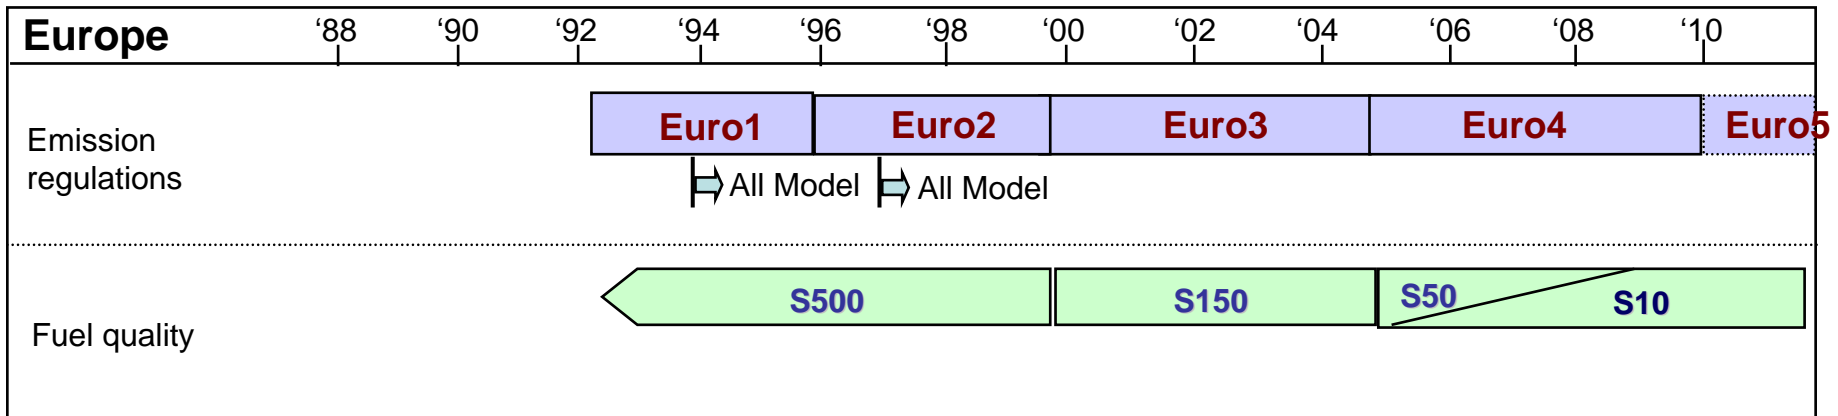 Europe ‘88 ‘90 ‘92 ‘94 ‘96 ‘98 ‘00 ‘02 ‘04 ‘06 ‘08 ‘10
Emission
regulations
Euro1 Euro2 Euro3 Euro4 Euro5
All Model All Model
Fuel quality
S500 S150 S50 S10